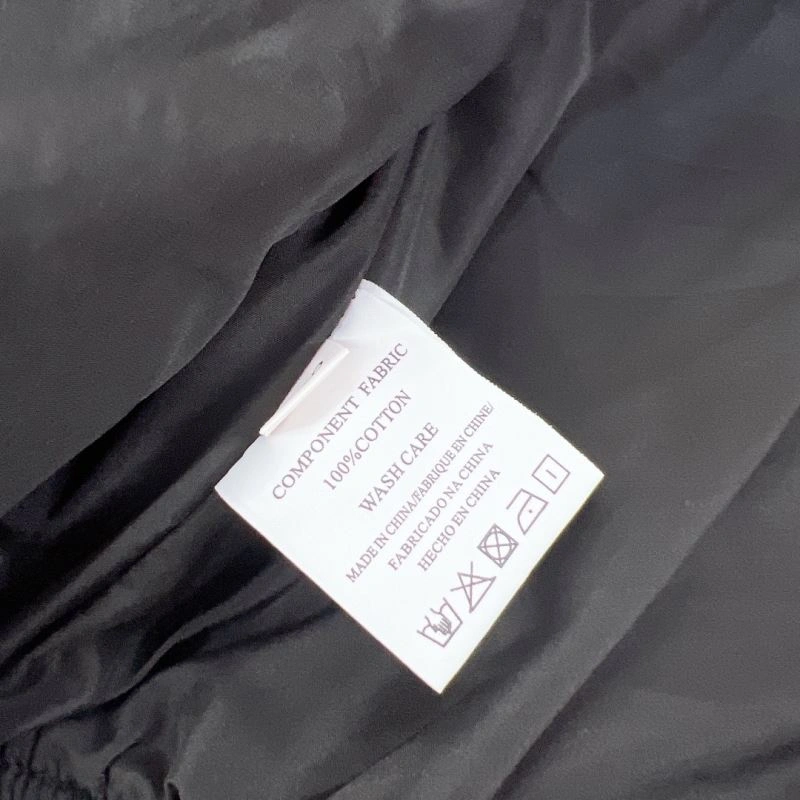 COMPONENT FABRIC
100%COTTON
WASH CARE
MADE IN CHINA/FABRIQUE EN CHINE/
FABRICADO NA CHINA
HECHO EN CHINA